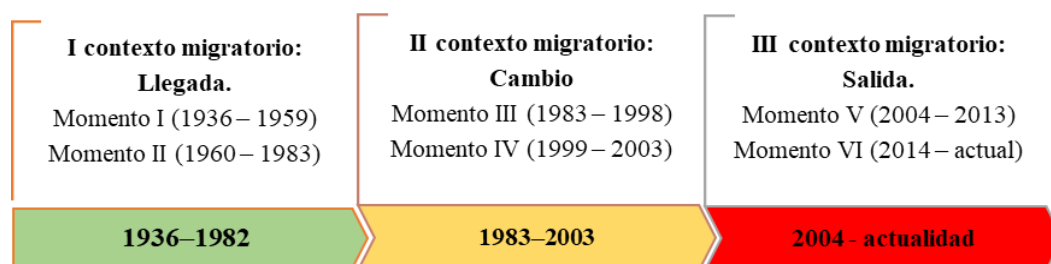 I contexto migratorio:
Llegada.
Momento I (1936 – 1959)
Momento II (1960 – 1983)
1936–1982
II contexto migratorio:
Cambio
Momento III (1983 – 1998)
Momento IV (1999 – 2003)
1983–2003
III contexto migratorio:
Salida.
Momento V (2004 – 2013)
Momento VI (2014 – actual)
2004 - actualidad